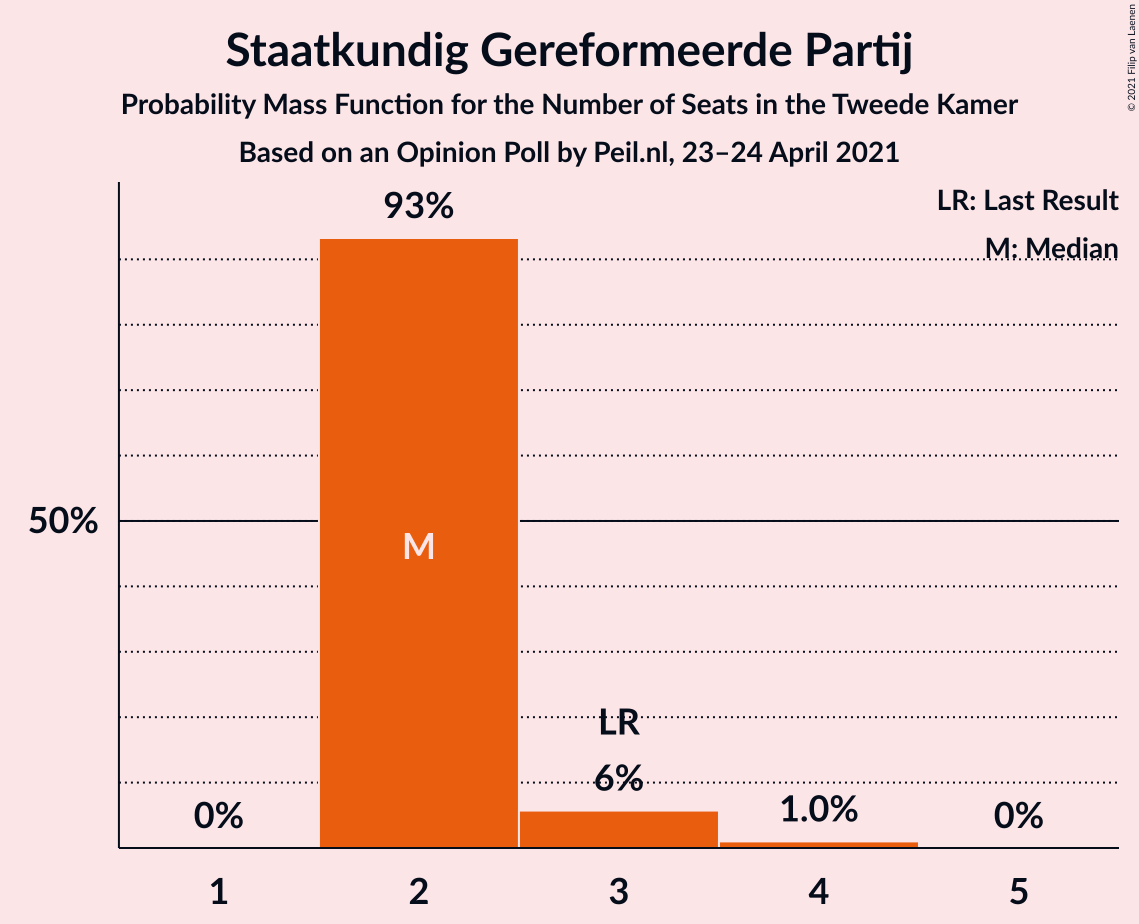 Staatkundig Gereformeerde Partij
Probability Mass Function for the Number of Seats in the Tweede Kamer
Based on an Opinion Poll by Peil.nl, 23–24 April 2021
© 2021 Filip van Laenen
LR: Last Result
M: Median
93%
50%
M
LR
6%
0%
1.0%
0%
1
2
3
4
5